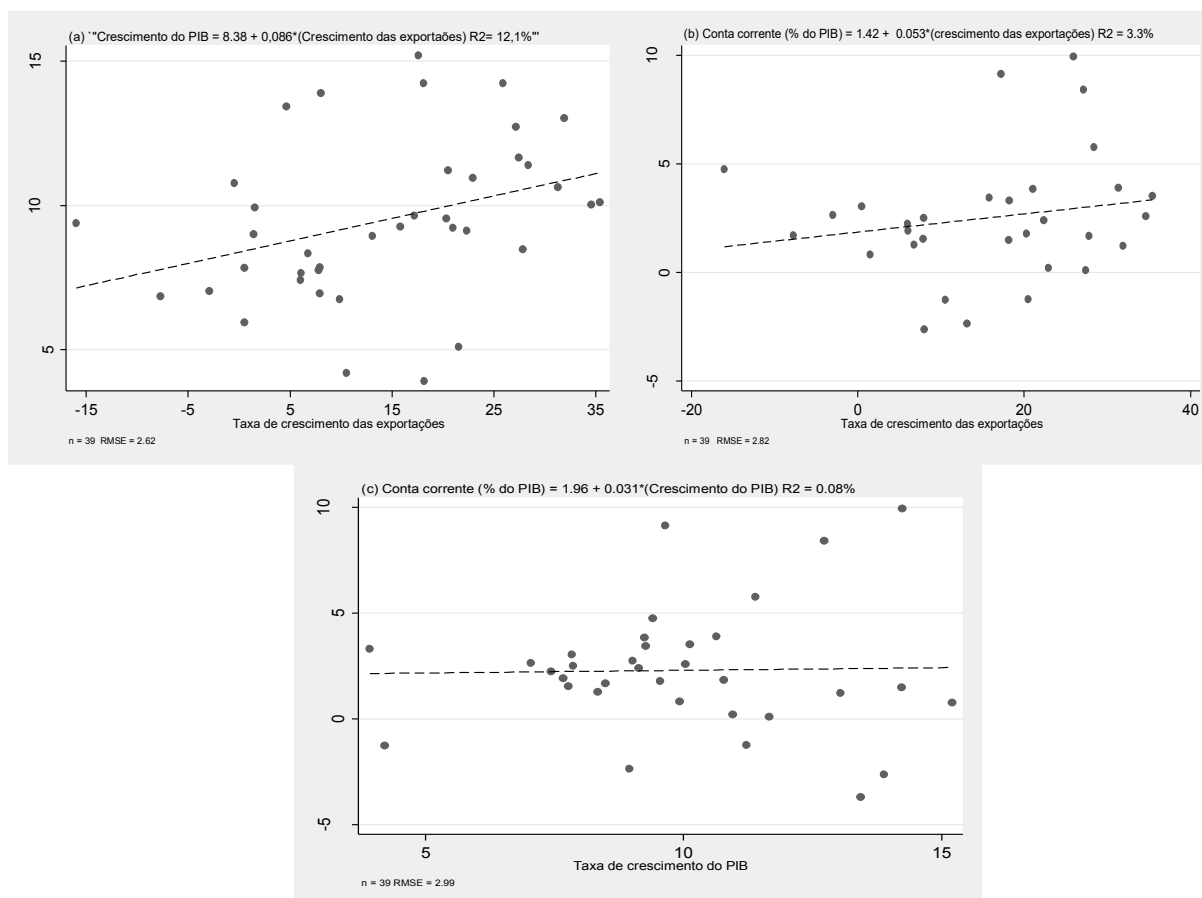 (a) `"Crescimento do PIB = 8.38 + 0,086*(Crescimento das exportaões) R2= 12,1%"'
15
10
5
-15 -5 5 15 25 35
Taxa de crescimento das exportações
n = 39 RMSE = 2.62
(b) Conta corrente (% do PIB) = 1.42 + 0.053*(crescimento das exportações) R2 = 3.3%
10
5
0
-5
-20 0 20 40
Taxa de crescimento das exportações
n = 39 RMSE = 2.82
(c) Conta corrente (% do PIB) = 1.96 + 0.031*(Crescimento do PIB) R2 = 0.08%
10
5
0
-5
5 10 15
Taxa de crescimento do PIB
n = 39 RMSE = 2.99